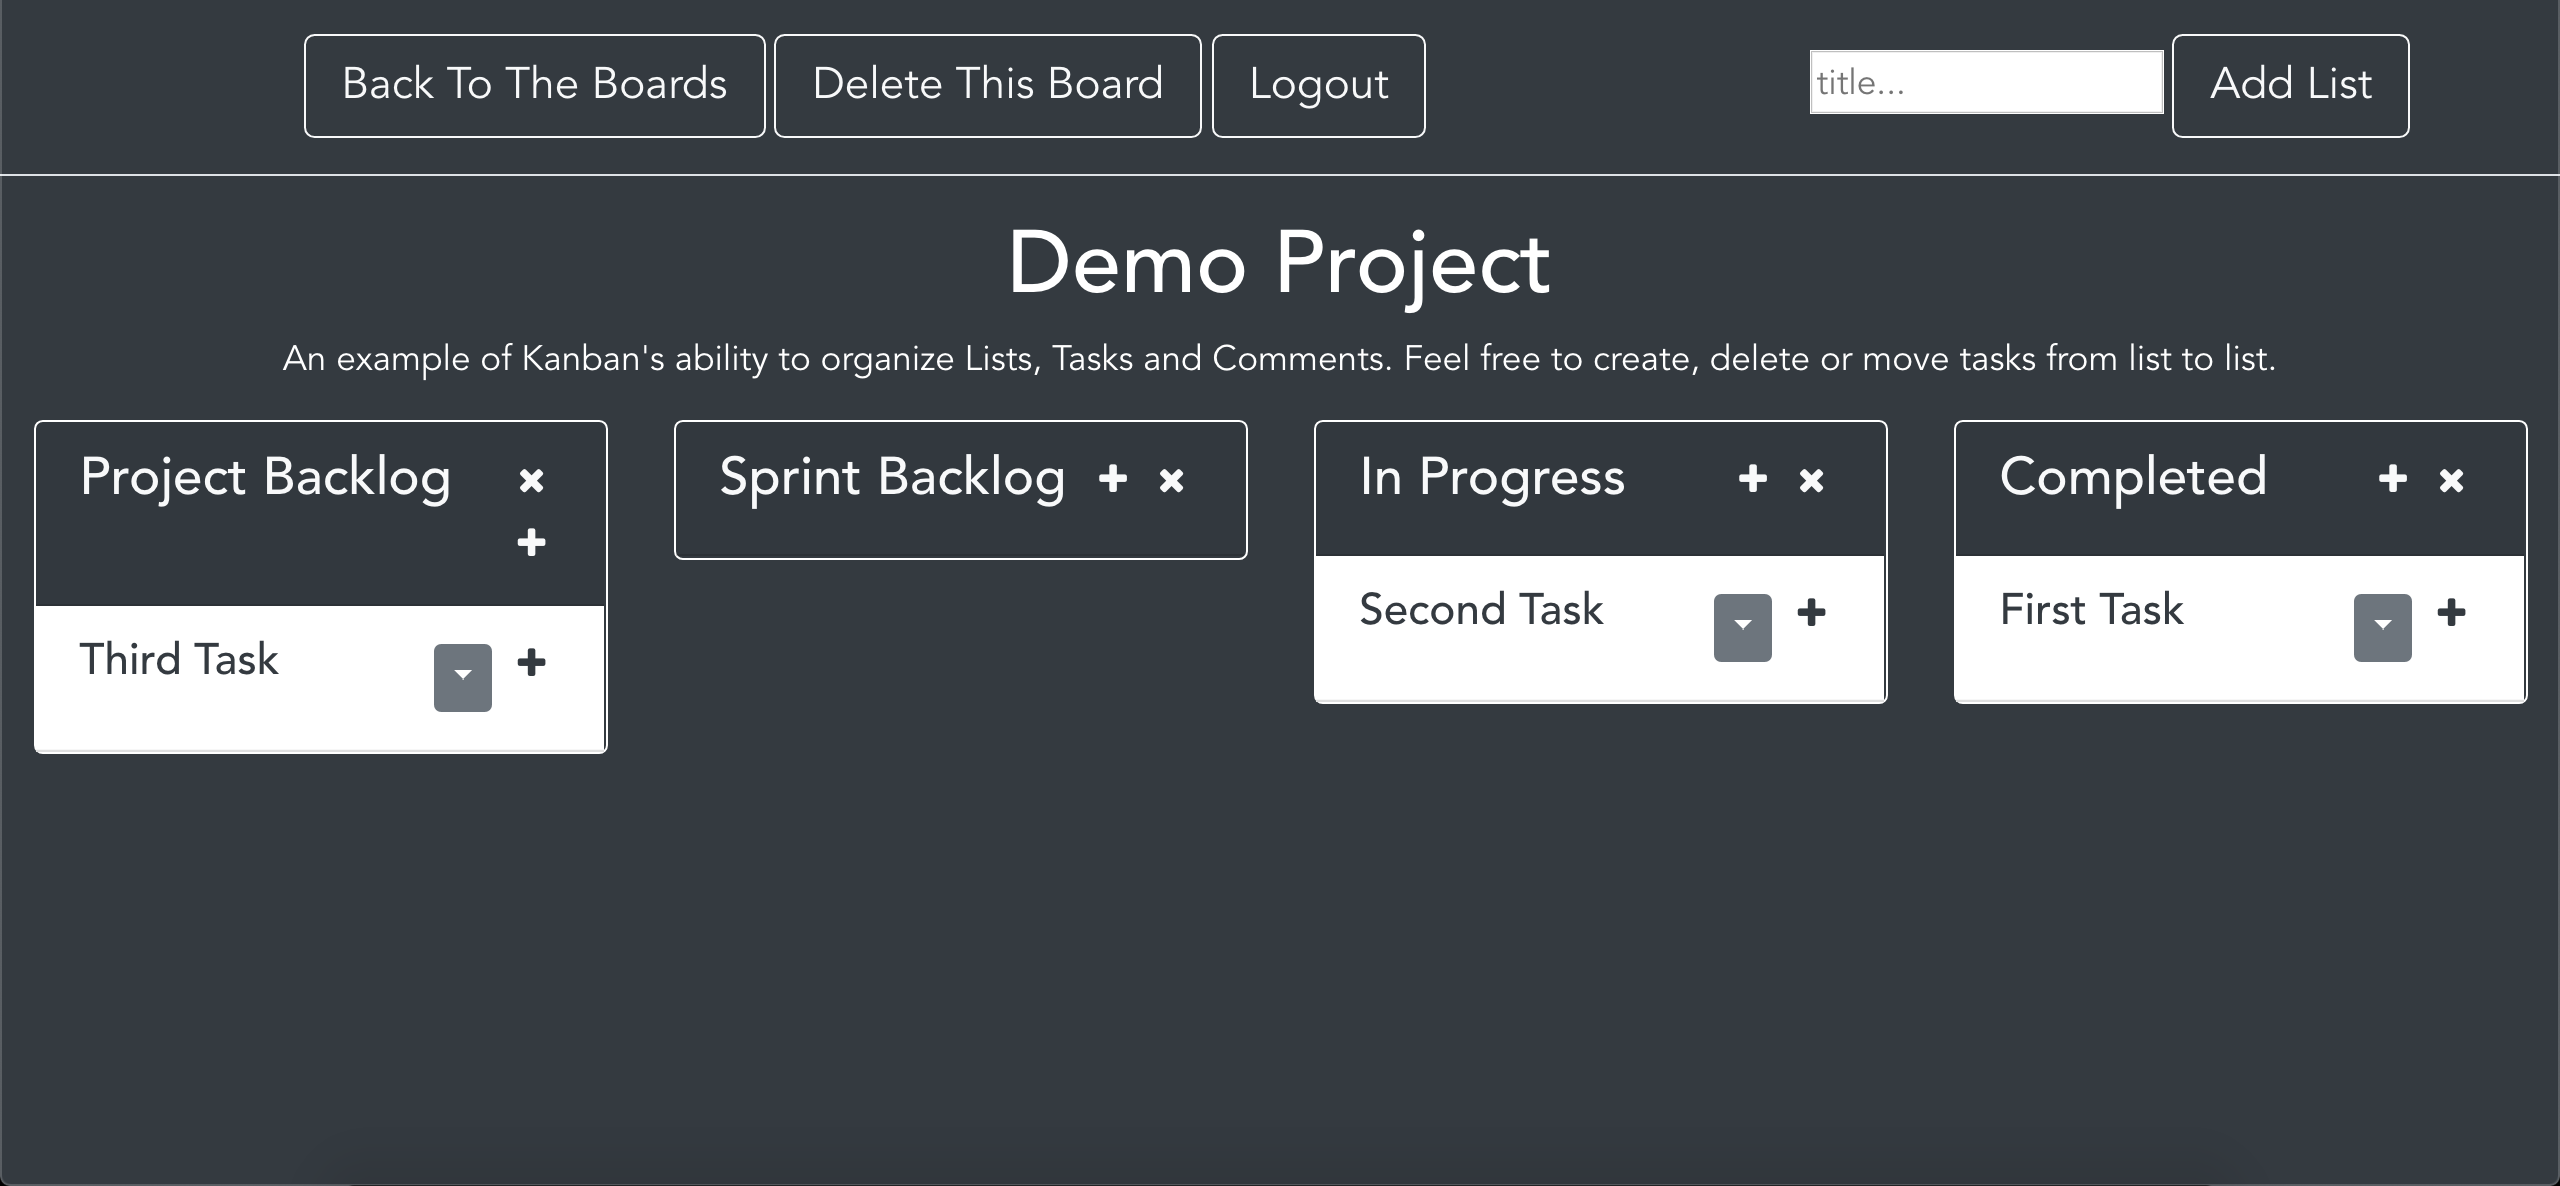 Back To The Boards
Delete This Board
Logout
title...
Add List
Demo Project
An example of Kanban's ability to organize Lists, Tasks and Comments. Feel free to create, delete or move tasks from list to list.
Project Backlog
Third Task
Sprint Backlog
In Progress
Second Task
Completed
First Task